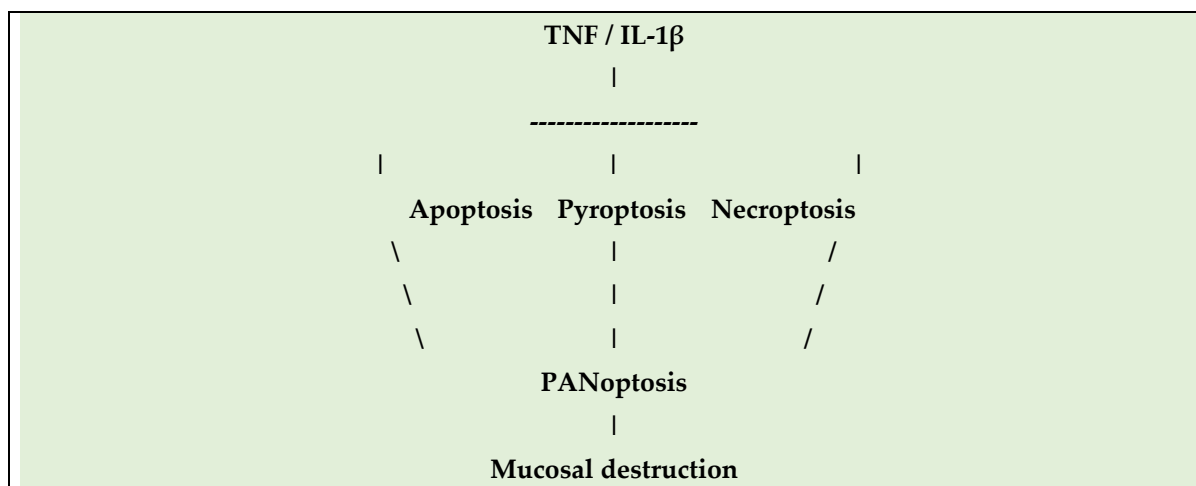 TNF / IL-1β
|
-------------------
| | |
Apoptosis Pyroptosis Necroptosis
\ | /
\ | /
\ | /
PANoptosis
|
Mucosal destruction